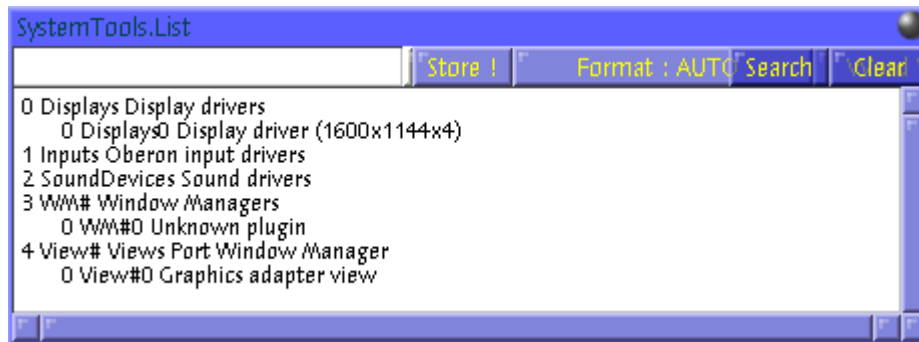 SystemTools.List
Store ! Format : AUTO Search Clear
0 Displays Display drivers
0 Displays0 Display driver (1600x1144x4)
1 Inputs Oberon input drivers
2 SoundDevices Sound drivers
3 WM# Window Managers
0 WM#0 Unknown plugin
4 View# Views Port Window Manager
0 View#0 Graphics adapter view